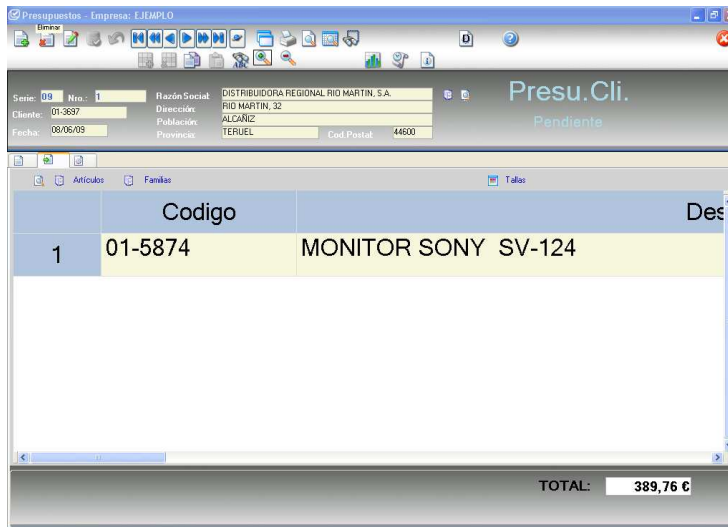 Presupuestos - Empresa: EJEMPLO
Eliminar
D
Serie: 09 Nro.: 1
Cliente: 01-3697
Fecha: 08/06/09
Razón Social: DISTRIBUIDORA REGIONAL RIO MARTIN, S.A.
Dirección: RIO MARTIN, 32
Población: ALCAÑIZ
Provincia: TERUEL Cod.Postal: 44600
Presu.Cli.
Pendiente
Artículos Familias Tallas
Codigo Des
1 01-5874 MONITOR SONY SV-124
TOTAL: 389,76 €